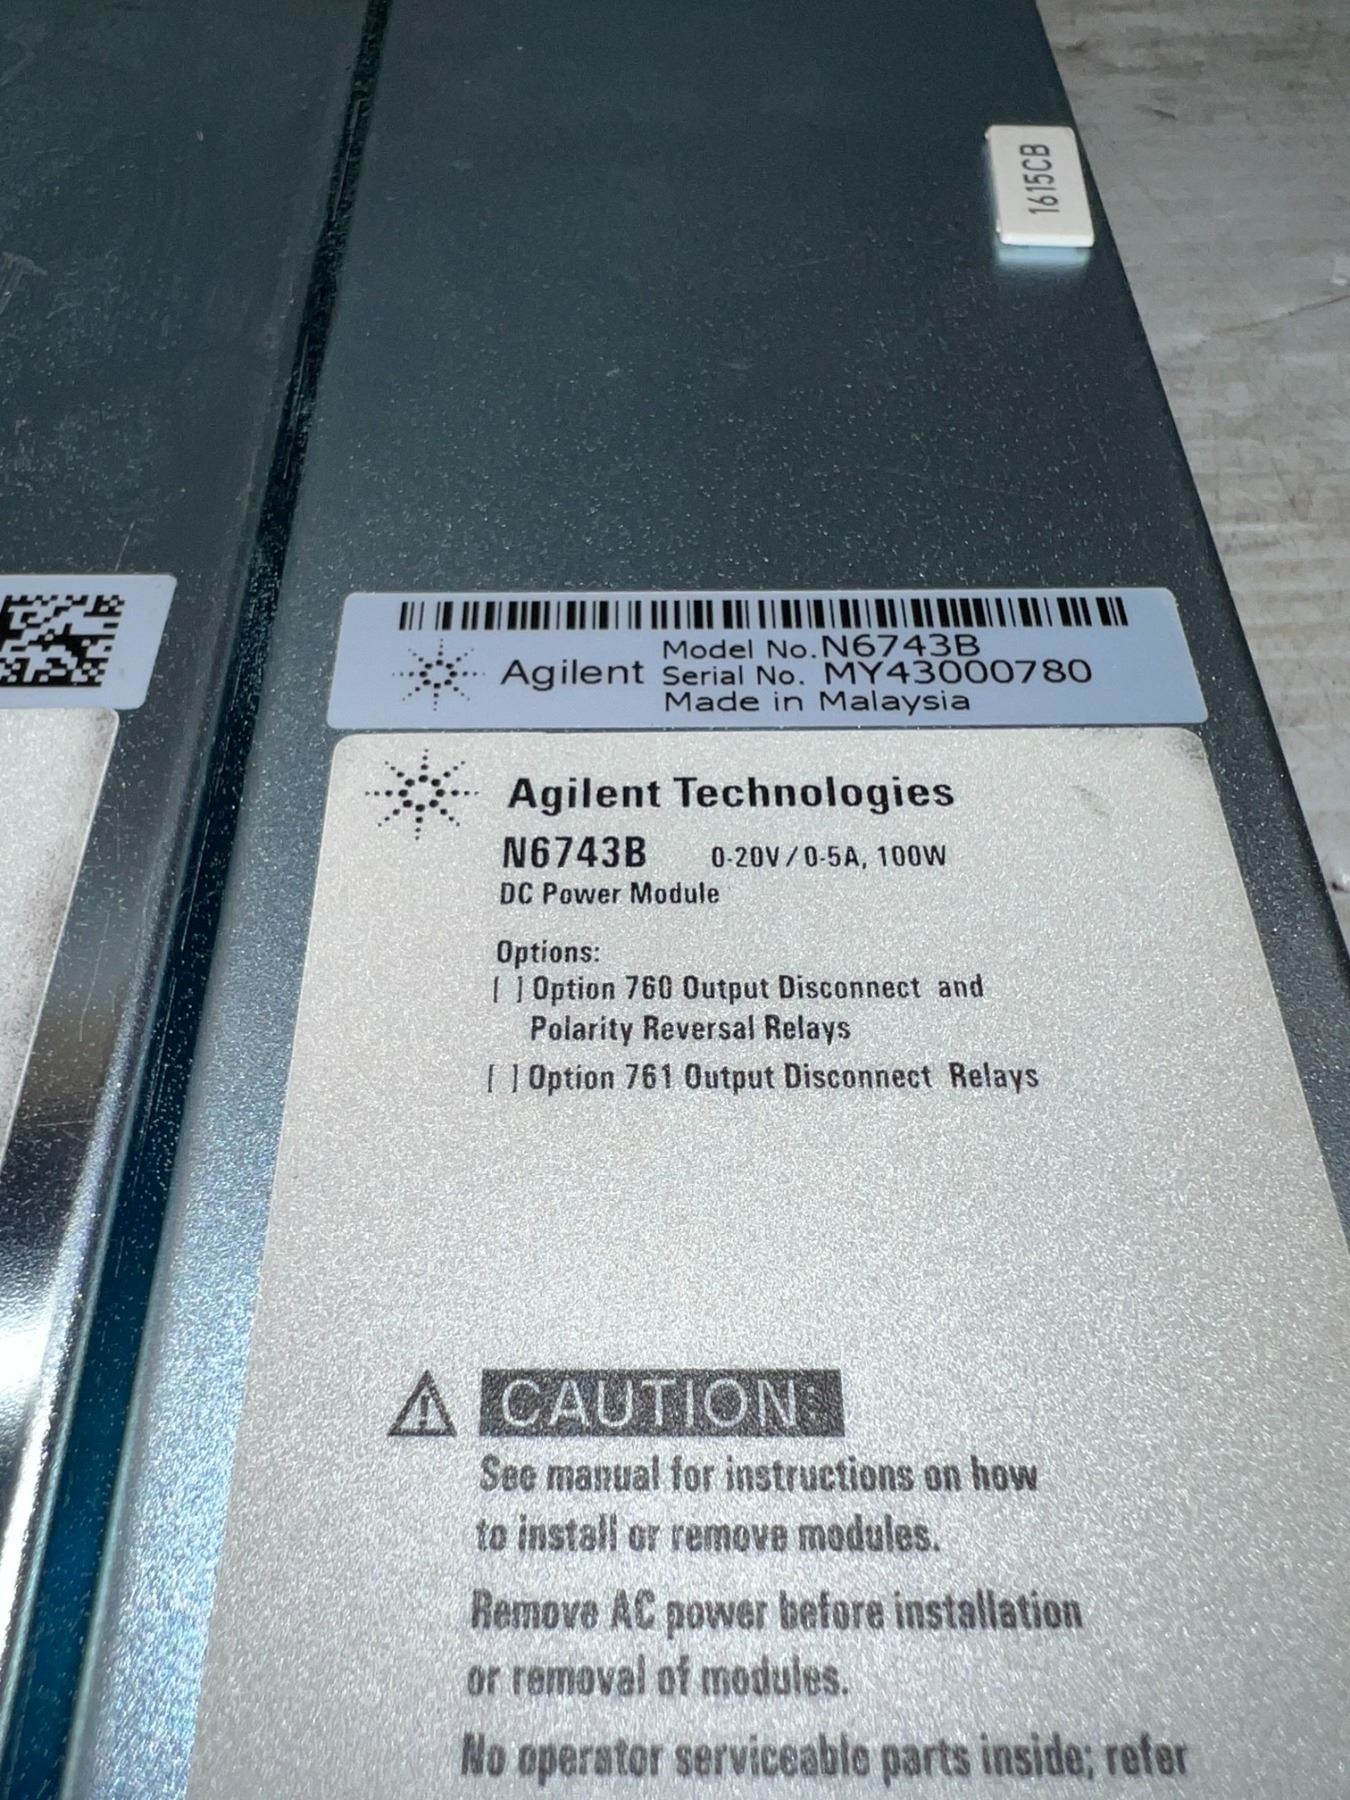 1615CB
Model No. N6743B
Agilent Serial No. MY43000780
Made in Malaysia
Agilent Technologies
N6743B 0-20V / 0-5A, 100W
DC Power Module
Options:
[ ] Option 760 Output Disconnect and
Polarity Reversal Relays
[ ] Option 761 Output Disconnect Relays
CAUTION:
See manual for instructions on how
to install or remove modules.
Remove AC power before installation
or removal of modules.
No operator serviceable parts inside; refer